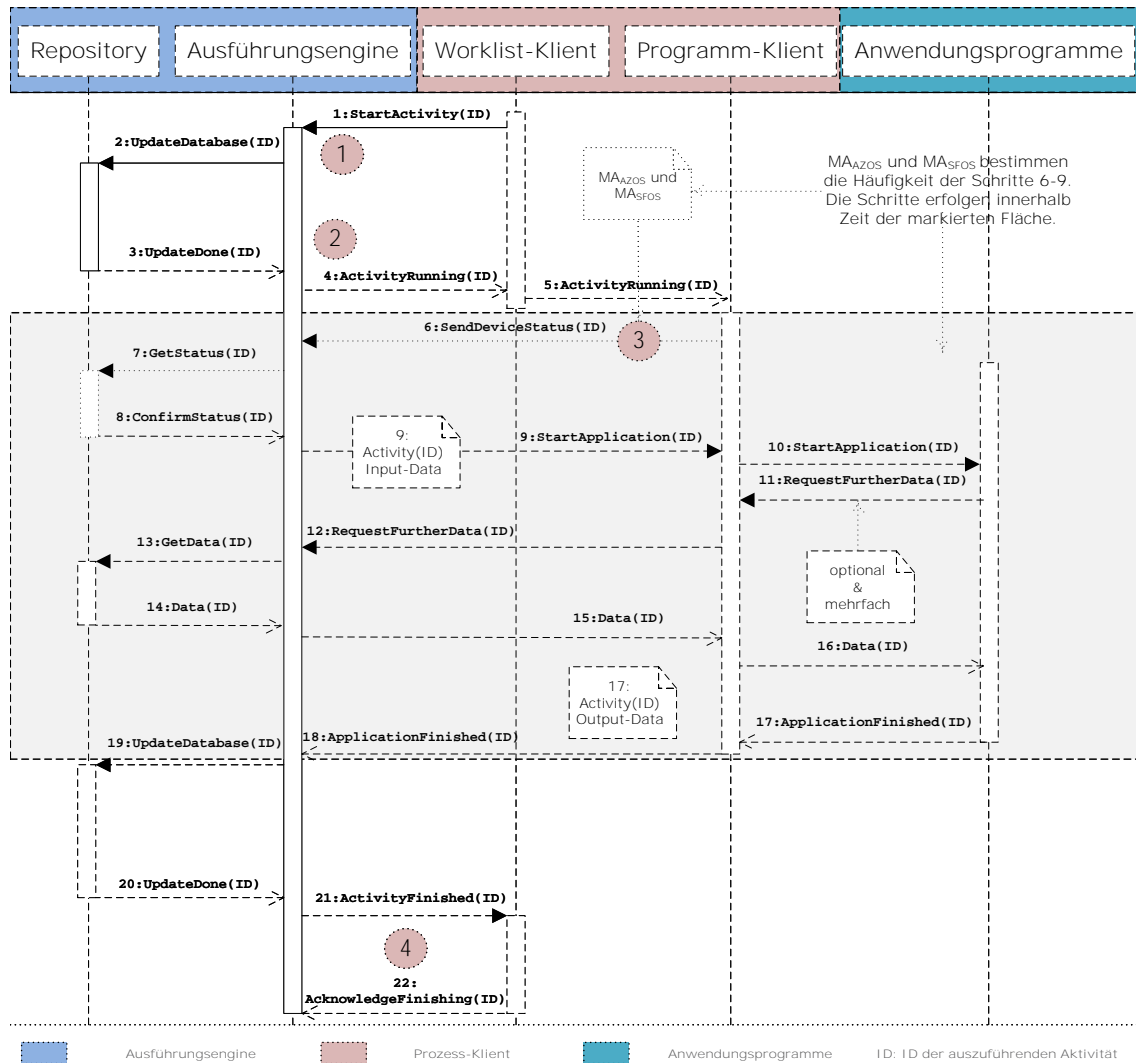 Repository Ausführungsengine Worklist-Klient Programm-Klient Anwendungsprogramme
1:StartActivity(ID)
2:UpdateDatabase(ID)
1
MA_AZOS und
MA_SFOS
MA_AZOS und MA_SFOS bestimmen
die Häufigkeit der Schritte 6-9.
Die Schritte erfolgen innerhalb
Zeit der markierten Fläche.
2
3:UpdateDone(ID)
4:ActivityRunning(ID)
5:ActivityRunning(ID)
6:SendDeviceStatus(ID)
3
7:GetStatus(ID)
8:ConfirmStatus(ID)
9:
Activity(ID)
Input-Data
9:StartApplication(ID)
10:StartApplication(ID)
11:RequestFurtherData(ID)
12:RequestFurtherData(ID)
13:GetData(ID)
optional
&
mehrfach
14:Data(ID)
15:Data(ID)
16:Data(ID)
17:
Activity(ID)
Output-Data
17:ApplicationFinished(ID)
18:ApplicationFinished(ID)
19:UpdateDatabase(ID)
20:UpdateDone(ID)
21:ActivityFinished(ID)
4
22:
AcknowledgeFinishing(ID)
Ausführungsengine Prozess-Klient Anwendungsprogramme ID: ID der auszuführenden Aktivität